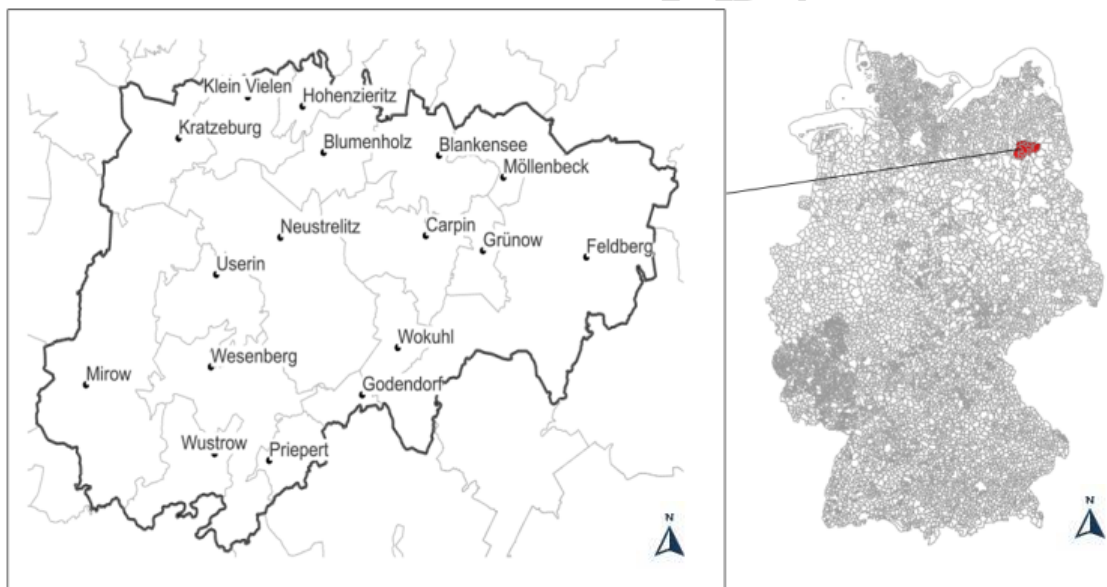 Klein Vielen
Hohenzieritz
Kratzeburg
Blumenholz
Blankensee
Möllenbeck
Neustrelitz
Carpin
Grünow
Feldberg
Userin
Wokuhl
Wesenberg
Mirow
Godendorf
Wustrow
Priepert
N
N